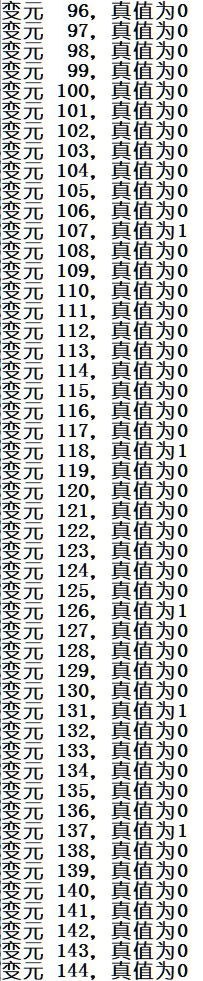 变元  96，真值为0
变元  97，真值为0
变元  98，真值为0
变元  99，真值为0
变元 100，真值为0
变元 101，真值为0
变元 102，真值为0
变元 103，真值为0
变元 104，真值为0
变元 105，真值为0
变元 106，真值为0
变元 107，真值为1
变元 108，真值为0
变元 109，真值为0
变元 110，真值为0
变元 111，真值为0
变元 112，真值为0
变元 113，真值为0
变元 114，真值为0
变元 115，真值为0
变元 116，真值为0
变元 117，真值为0
变元 118，真值为1
变元 119，真值为0
变元 120，真值为0
变元 121，真值为0
变元 122，真值为0
变元 123，真值为0
变元 124，真值为0
变元 125，真值为0
变元 126，真值为1
变元 127，真值为0
变元 128，真值为0
变元 129，真值为0
变元 130，真值为0
变元 131，真值为1
变元 132，真值为0
变元 133，真值为0
变元 134，真值为0
变元 135，真值为0
变元 136，真值为0
变元 137，真值为1
变元 138，真值为0
变元 139，真值为0
变元 140，真值为0
变元 141，真值为0
变元 142，真值为0
变元 143，真值为0
变元 144，真值为0